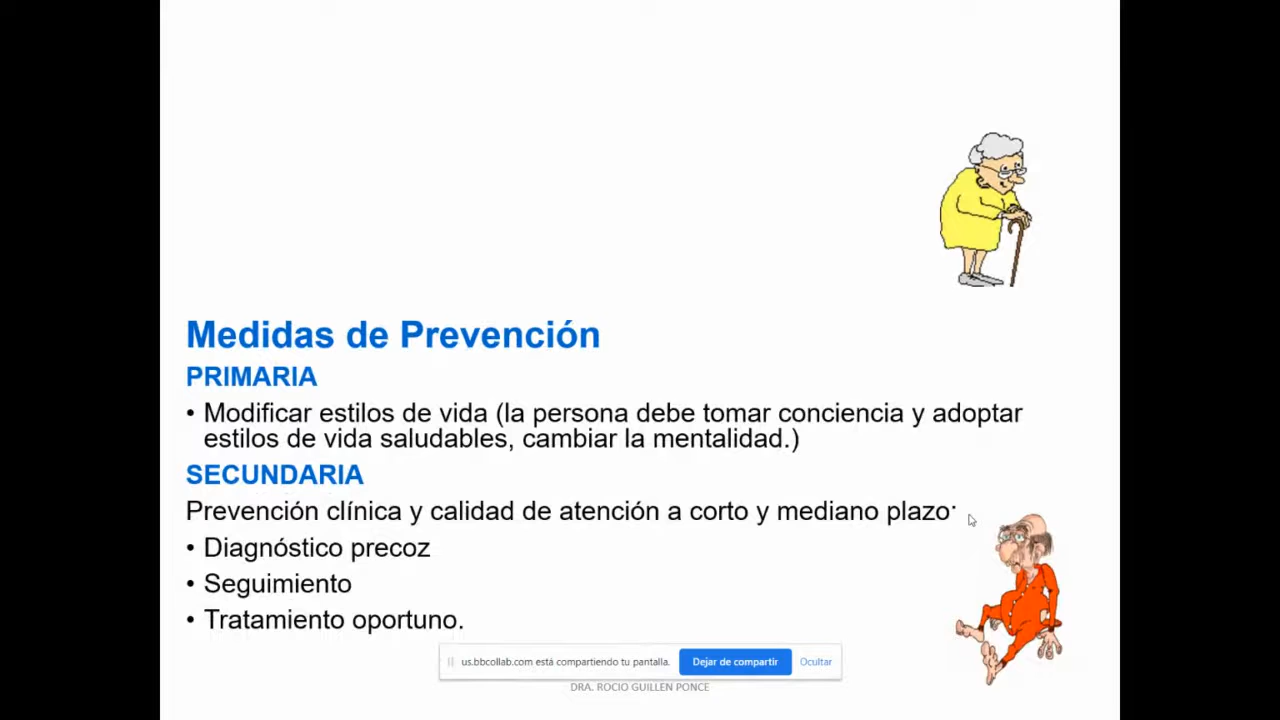 Medidas de Prevención
PRIMARIA
• Modificar estilos de vida (la persona debe tomar conciencia y adoptar
estilos de vida saludables, cambiar la mentalidad.)
SECUNDARIA
Prevención clínica y calidad de atención a corto y mediano plazo·
• Diagnóstico precoz
• Seguimiento
• Tratamiento oportuno.
us.bbcollab.com está compartiendo tu pantalla. Dejar de compartir Ocultar
DRA. ROCIO GUILLEN PONCE